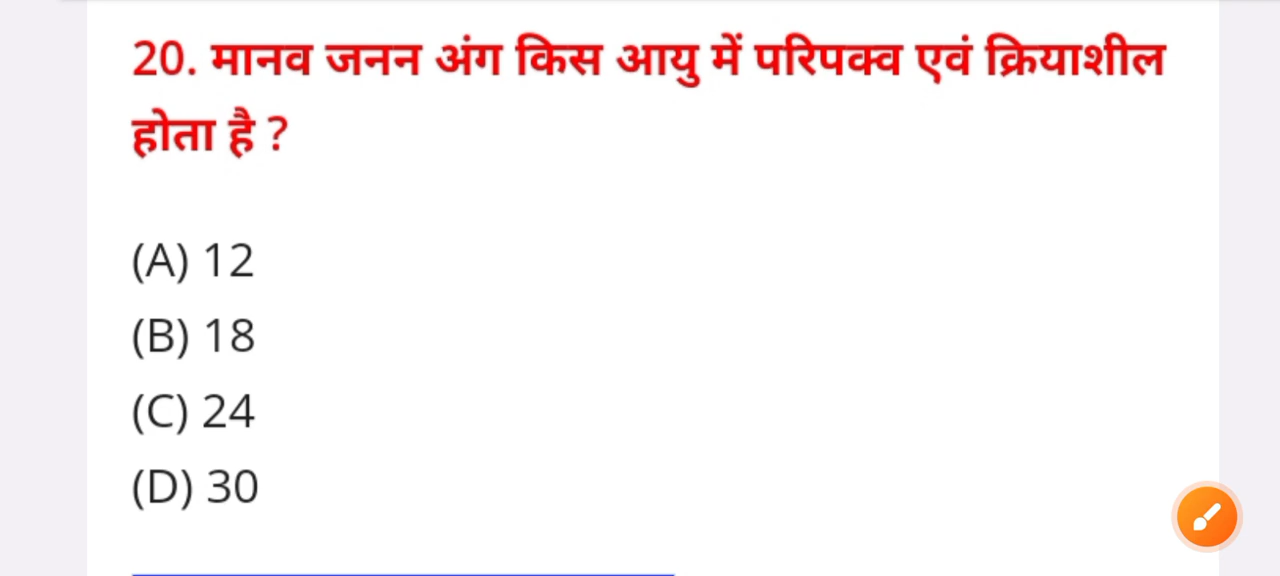 20. मानव जनन अंग किस आयु में परिपक्व एवं क्रियाशील
होता है ?
(A) 12
(B) 18
(C) 24
(D) 30